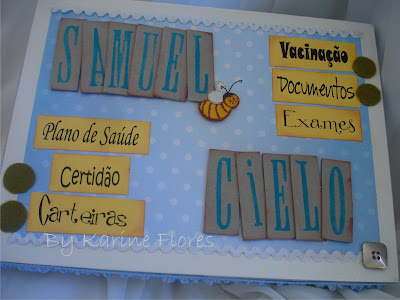 SAMUEL
Vacinação
Documentos
Exames
Plano de Saúde
Certidão
Carteiras
CiELO
By Karine Flores